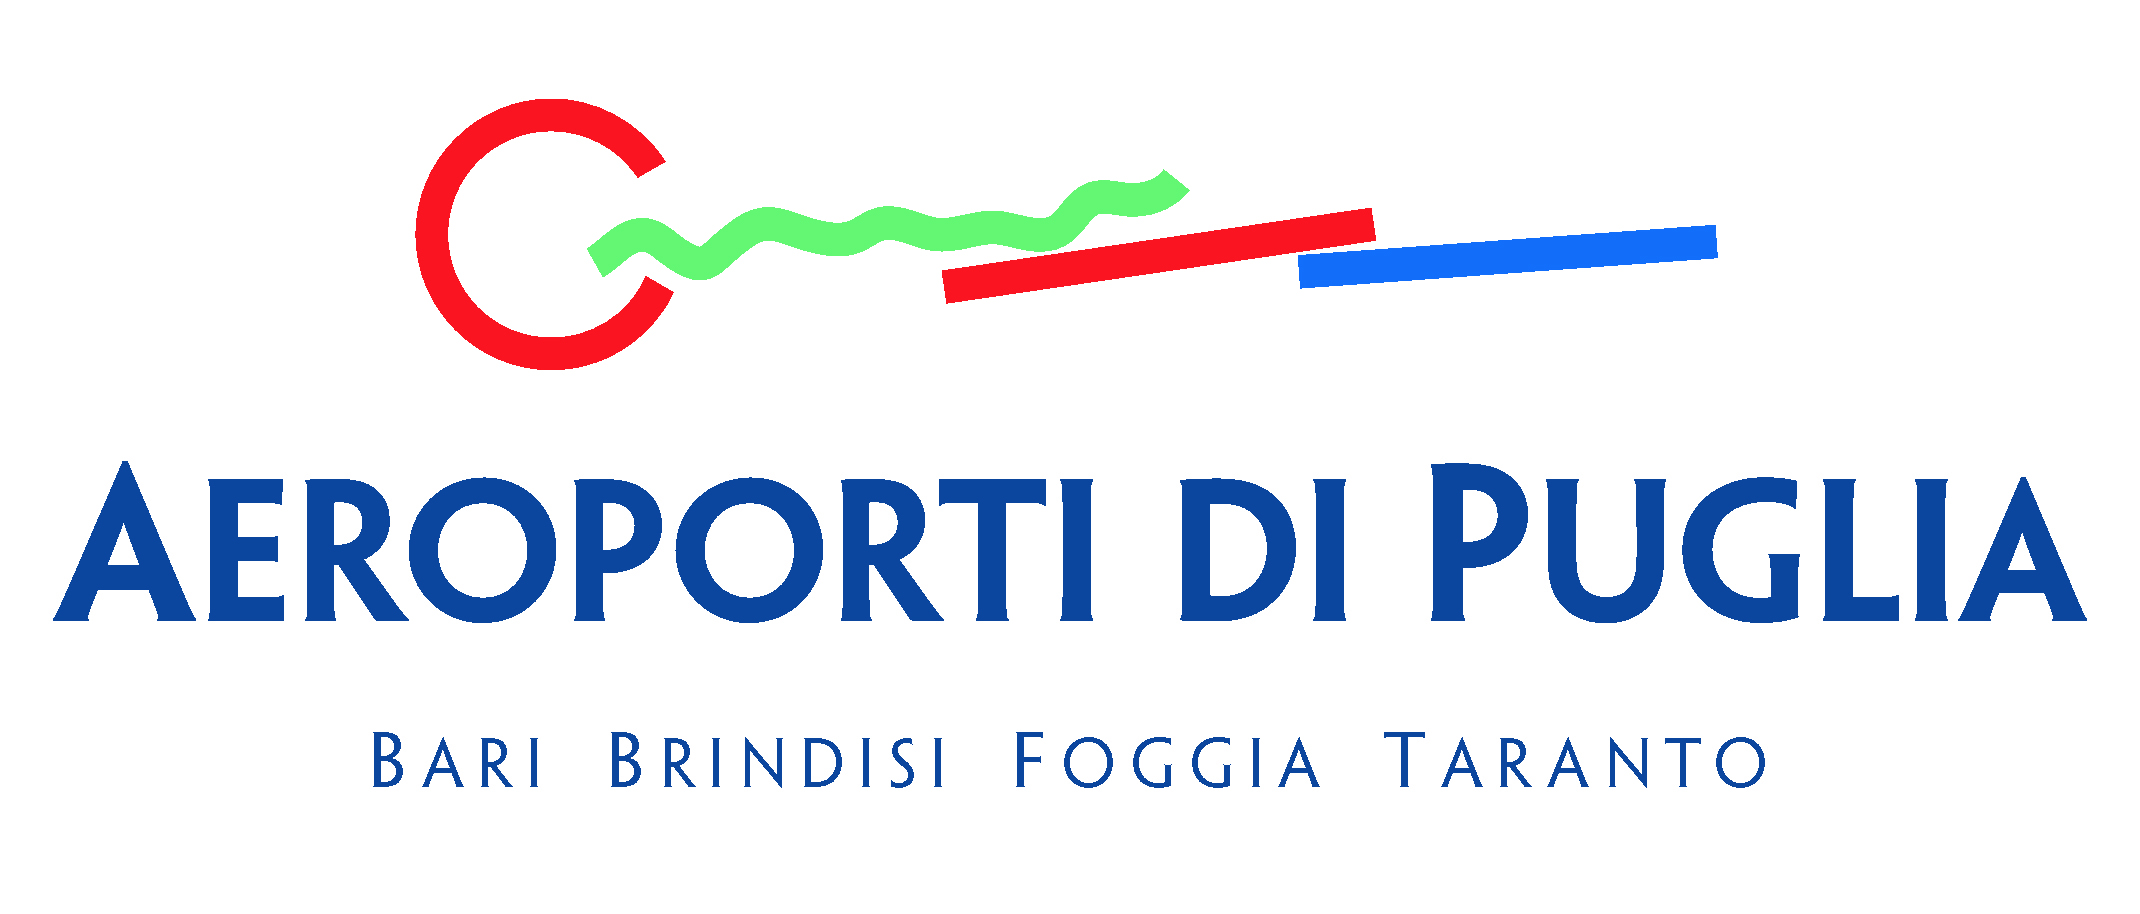 AEROPORTI DI PUGLIA
BARI BRINDISI FOGGIA TARANTO